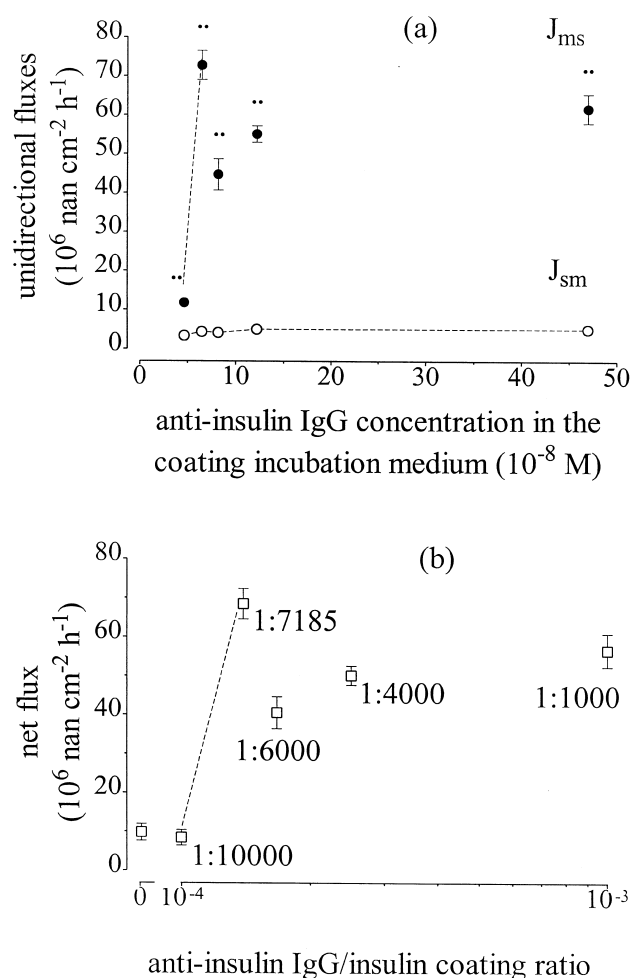 (a)
J_ms
80
70
60
50
40
30
20
10
0
unidirectional fluxes
(10^6 nan cm^-2 h^-1)
J_sm
0 10 20 30 40 50
anti-insulin IgG concentration in the
coating incubation medium (10^-8 M)
(b)
80
60
40
20
0
net flux
(10^6 nan cm^-2 h^-1)
1:7185
1:4000
1:1000
1:6000
1:10000
0 10^-4 10^-3
anti-insulin IgG/insulin coating ratio